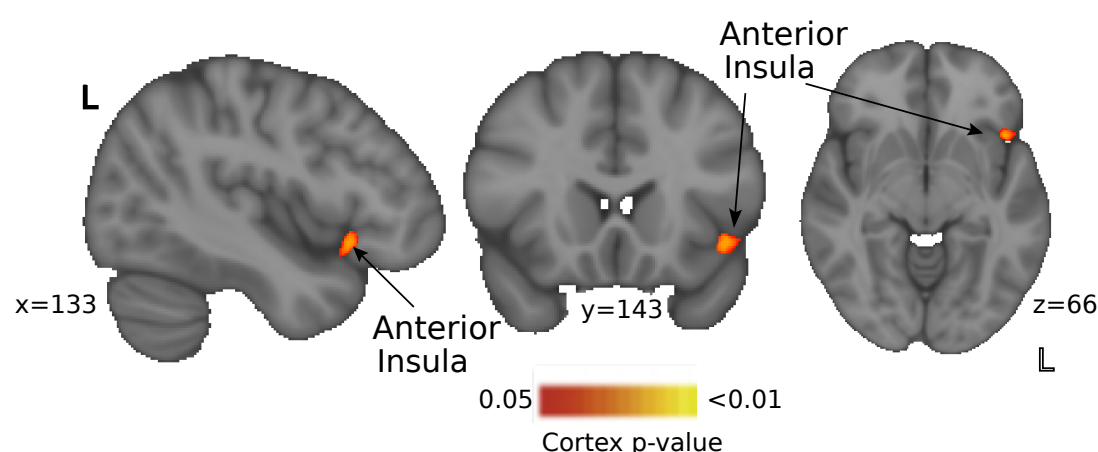 L
x=133
Anterior
Insula
Anterior
Insula
y=143
z=66
L
0.05
<0.01
Cortex p-value